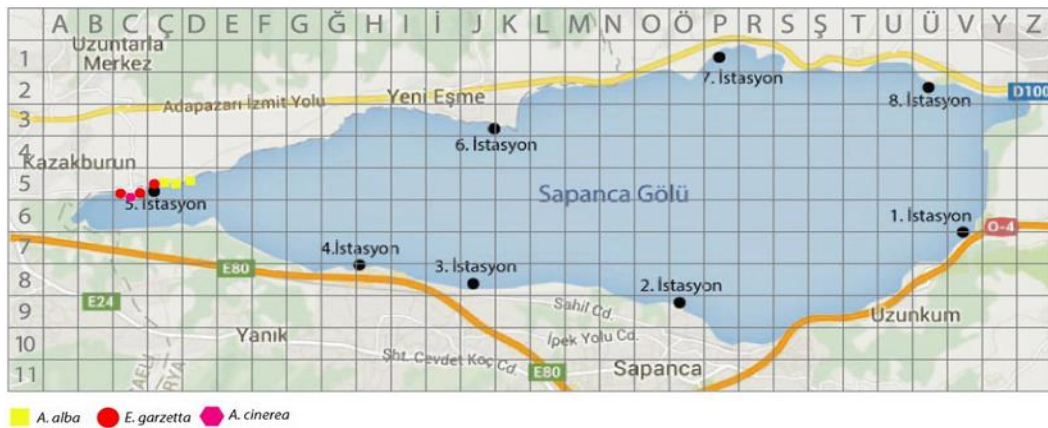 A B C Ç D E F G Ğ H I İ J K L M N O Ö P R S Ş T U Ü V Y Z
Uzuntarla
Merkez
1
7. İstasyon
2
Adapazarı İzmit Yolu
Yeni Eşme
8. İstasyon
D100
3
6. İstasyon
4
Kazakburun
5
5. İstasyon
Sapanca Gölü
6
1. İstasyon
O-4
7
4.İstasyon
E80
3. İstasyon
8
2. İstasyon
E24
Sahil Cd.
9
Uzunkum
Yanık
İpek Yolu Cd.
10
Sht. Cevdet Koç Cd.
E80
Sapanca
11
A. alba
E. garzetta
A. cinerea